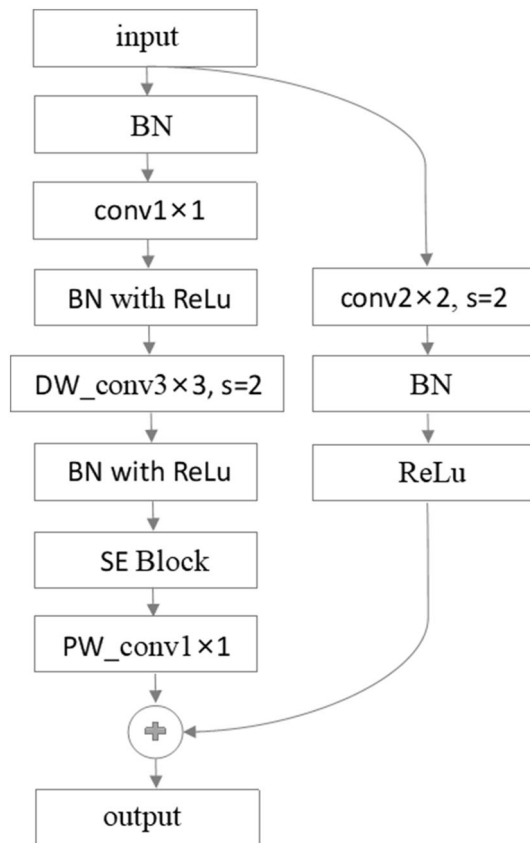 input
BN
conv1×1
BN with ReLu
DW_conv3×3, s=2
BN with ReLu
SE Block
PW_conv1×1
output
conv2×2, s=2
BN
ReLu